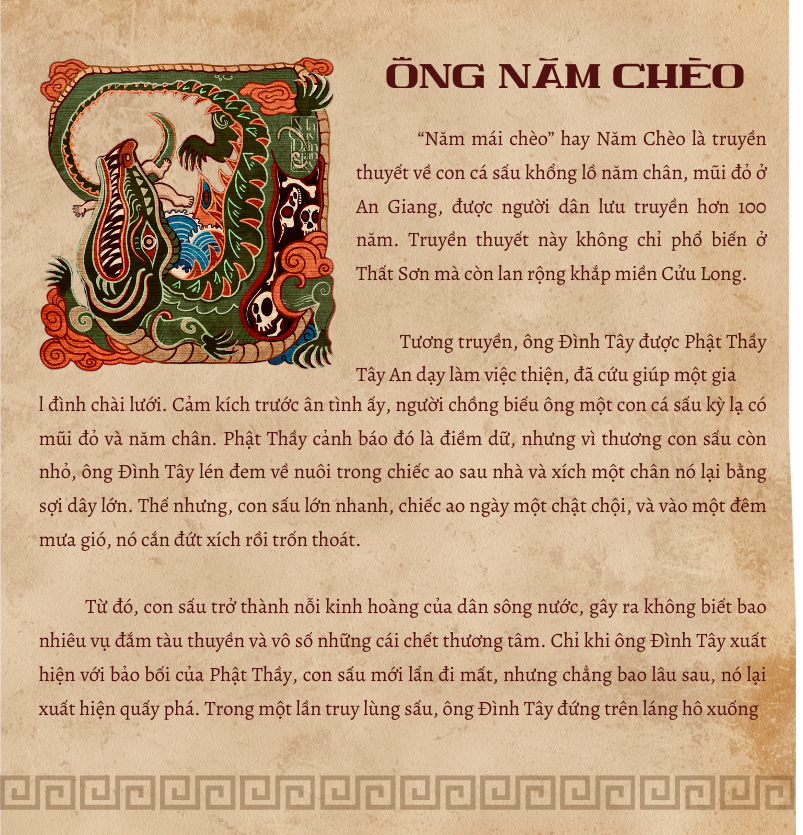 ÔNG NĂM CHÈO
“Năm mái chèo” hay Năm Chèo là truyền
thuyết về con cá sấu khổng lồ năm chân, mũi đỏ ở
An Giang, được người dân lưu truyền hơn 100
năm. Truyền thuyết này không chỉ phổ biến ở
Thất Sơn mà còn lan rộng khắp miền Cửu Long.
Tương truyền, ông Đình Tây được Phật Thầy
Tây An dạy làm việc thiện, đã cứu giúp một gia
l đình chài lưới. Cảm kích trước ân tình ấy, người chồng biếu ông một con cá sấu kỳ lạ có
mũi đỏ và năm chân. Phật Thầy cảnh báo đó là điềm dữ, nhưng vì thương con sấu còn
nhỏ, ông Đình Tây lén đem về nuôi trong chiếc ao sau nhà và xích một chân nó lại bằng
sợi dây lớn. Thế nhưng, con sấu lớn nhanh, chiếc ao ngày một chật chội, và vào một đêm
mưa gió, nó cắn đứt xích rồi trốn thoát.
Từ đó, con sấu trở thành nỗi kinh hoàng của dân sông nước, gây ra không biết bao
nhiêu vụ đắm tàu thuyền và vô số những cái chết thương tâm. Chỉ khi ông Đình Tây xuất
hiện với bảo bối của Phật Thầy, con sấu mới lẩn đi mất, nhưng chẳng bao lâu sau, nó lại
xuất hiện quấy phá. Trong một lần truy lùng sấu, ông Đình Tây đứng trên láng hô xuống